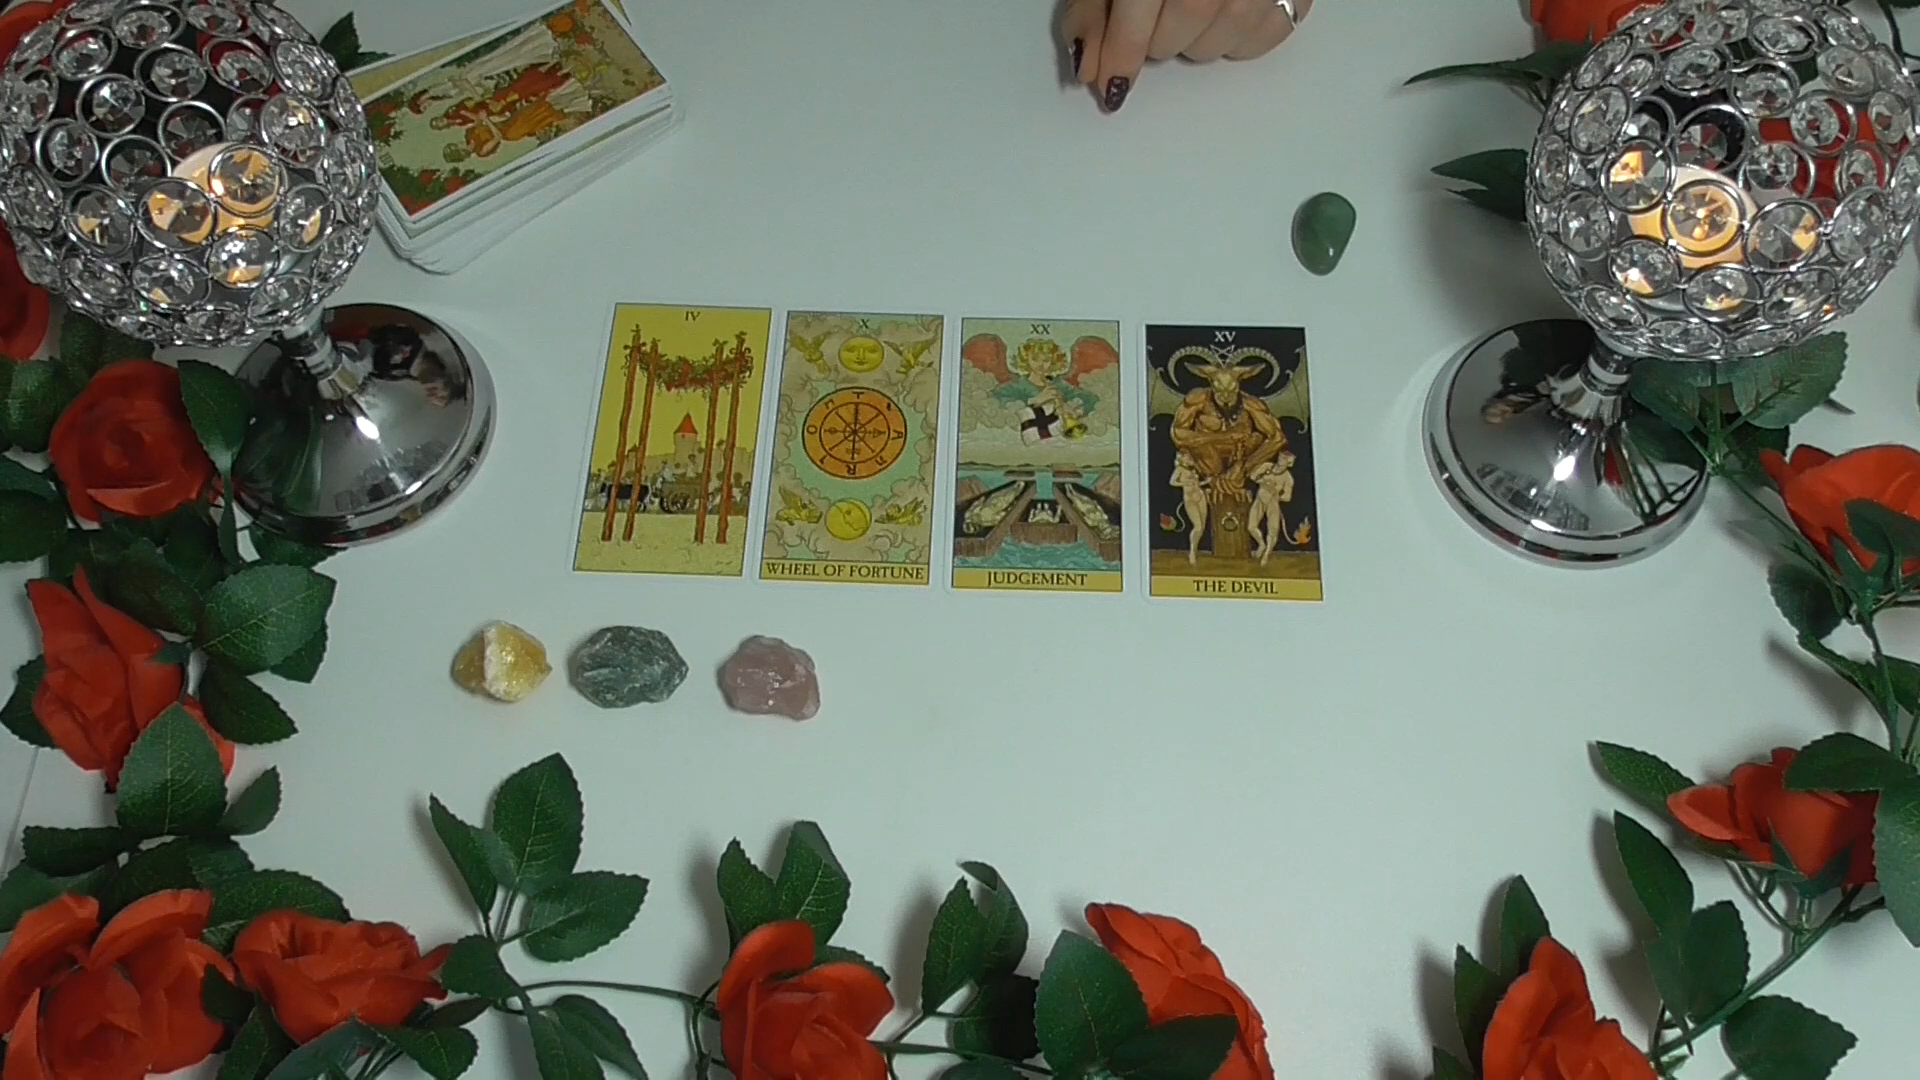 IV
X
XX
XV
WHEEL OF FORTUNE
JUDGEMENT
THE DEVIL